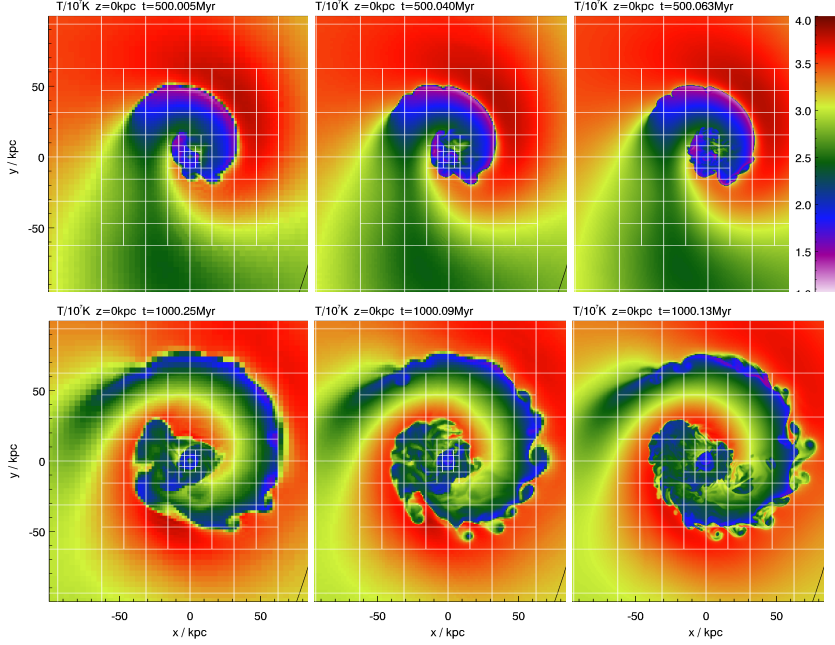 T/10⁷K z=0kpc t=500.005Myr
T/10⁷K z=0kpc t=500.040Myr
T/10⁷K z=0kpc t=500.063Myr
4.0
3.5
3.0
2.5
2.0
1.5
50
0
-50
y / kpc
T/10⁷K z=0kpc t=1000.25Myr
T/10⁷K z=0kpc t=1000.09Myr
T/10⁷K z=0kpc t=1000.13Myr
50
0
-50
y / kpc
-50 0 50
-50 0 50
-50 0 50
x / kpc
x / kpc
x / kpc